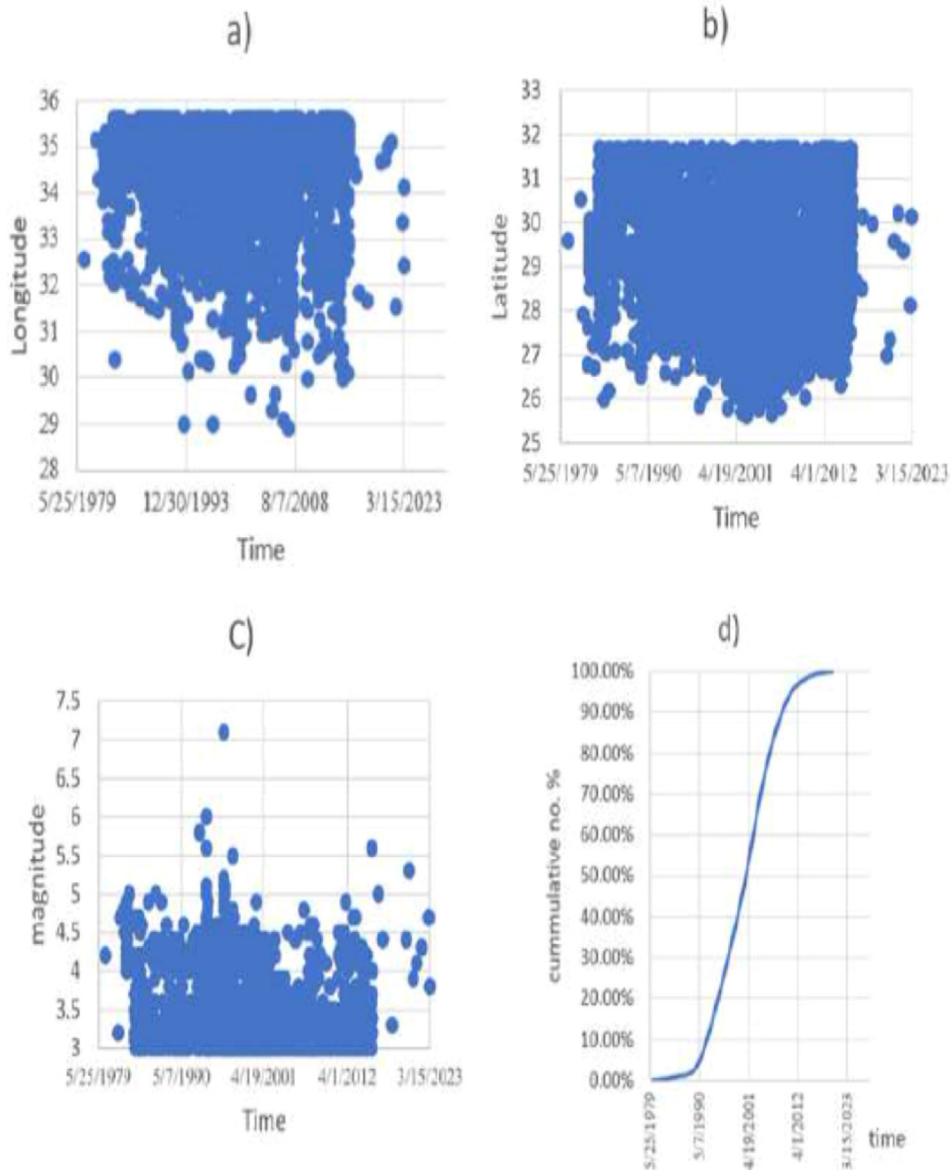 a)
36
35
34
33
32
31
30
29
28
Longitude
5/25/1979 12/30/1993 8/7/2008 3/15/2023
Time
b)
33
32
31
30
29
28
27
26
25
Latitude
5/25/1979 5/7/1990 4/19/2001 4/1/2012 3/15/2023
Time
C)
7.5
7
6.5
6
5.5
5
4.5
4
3.5
3
magnitude
5/25/1979 5/7/1990 4/19/2001 4/1/2012 3/15/2023
Time
d)
100.00%
90.00%
80.00%
70.00%
60.00%
50.00%
40.00%
30.00%
20.00%
10.00%
0.00%
cummulative no. %
5/25/1979
5/7/1990
4/19/2001
4/1/2012
3/15/2023
time